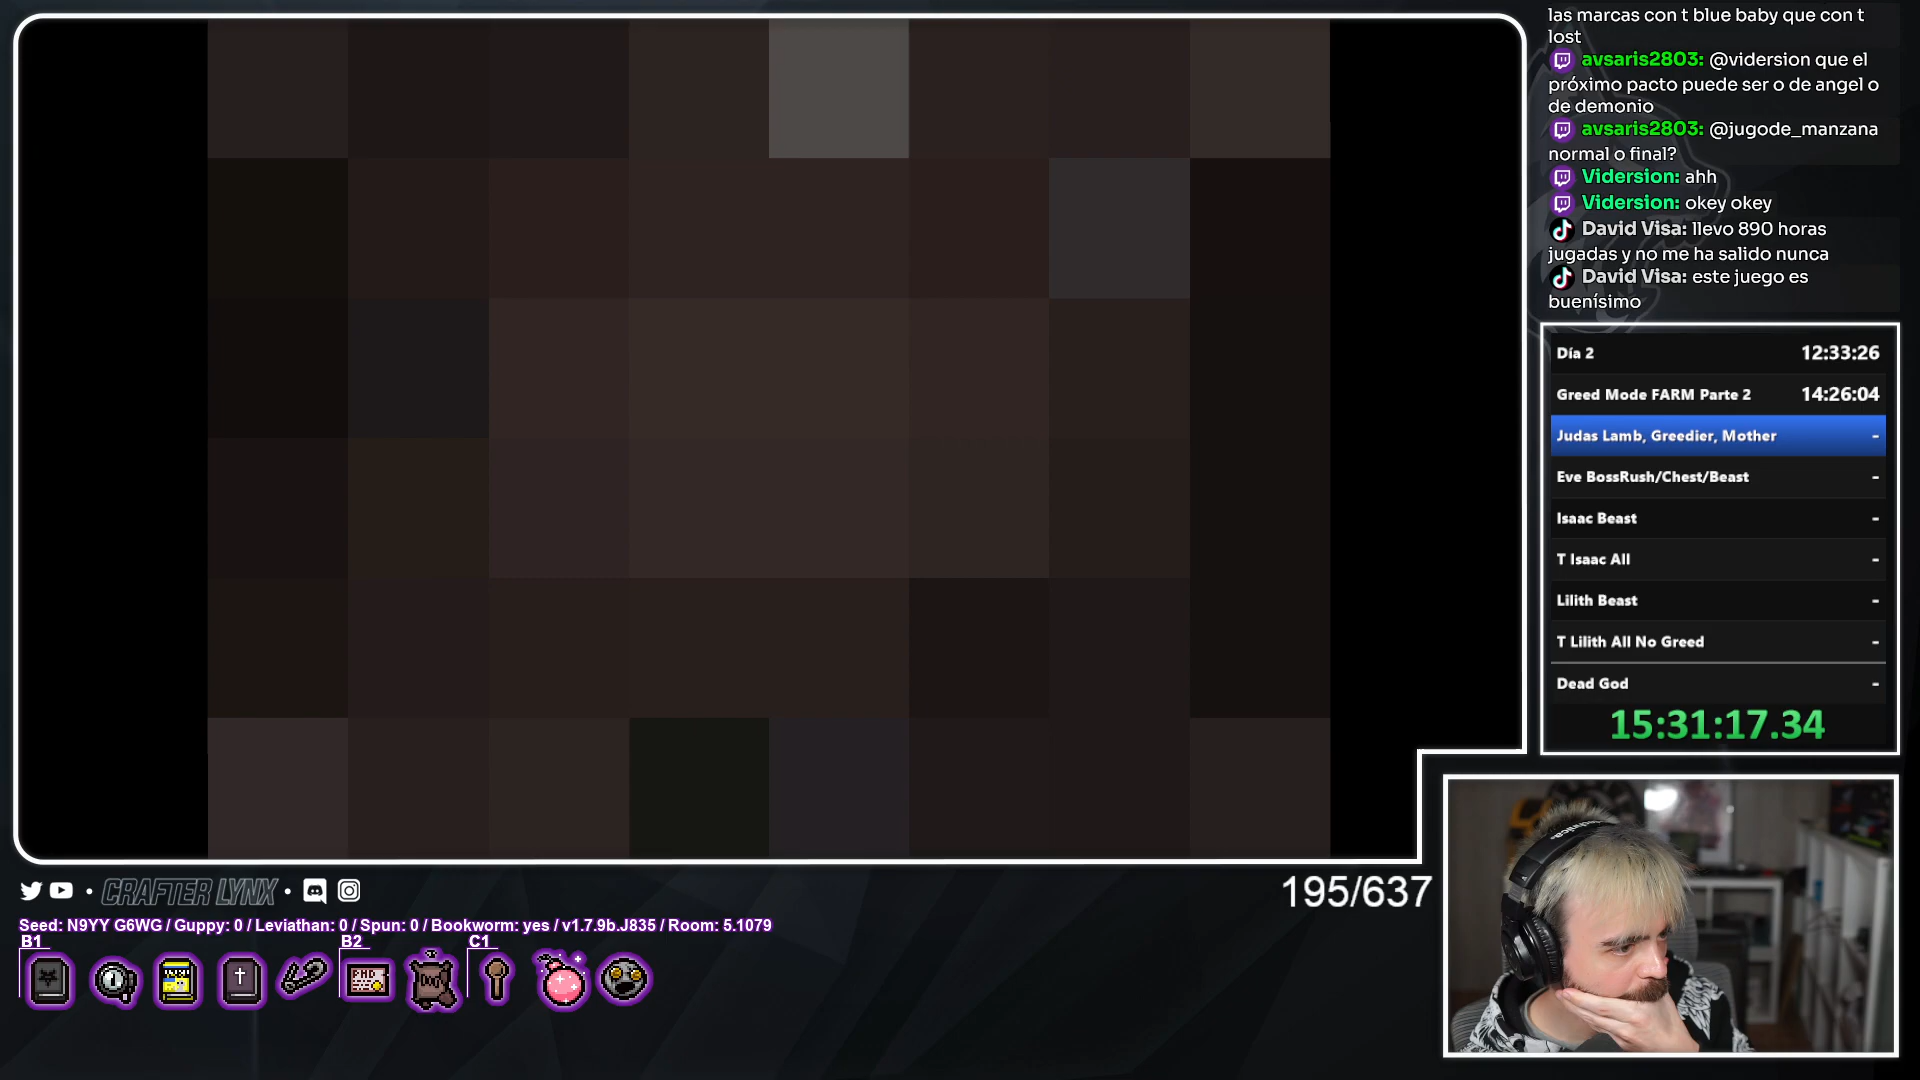 las marcas con t blue baby que con t
lost
avsaris2803: @vidersion que el
próximo pacto puede ser o de angel o
de demonio
avsaris2803: @jugode_manzana
normal o final?
Vidersion: ahh
Vidersion: okey okey
David Visa: llevo 890 horas
jugadas y no me ha salido nunca
David Visa: este juego es
buenísimo
Día 2 12:33:26
Greed Mode FARM Parte 2 14:26:04
Judas Lamb, Greedier, Mother -
Eve BossRush/Chest/Beast -
Isaac Beast -
T Isaac All -
Lilith Beast -
T Lilith All No Greed -
Dead God -
15:31:17.34
CRAFTER LYNX
195/637
Seed: N9YY G6WG / Guppy: 0 / Leviathan: 0 / Spun: 0 / Bookworm: yes / v1.7.9b.J835 / Room: 5.1079
B1 B2 C1